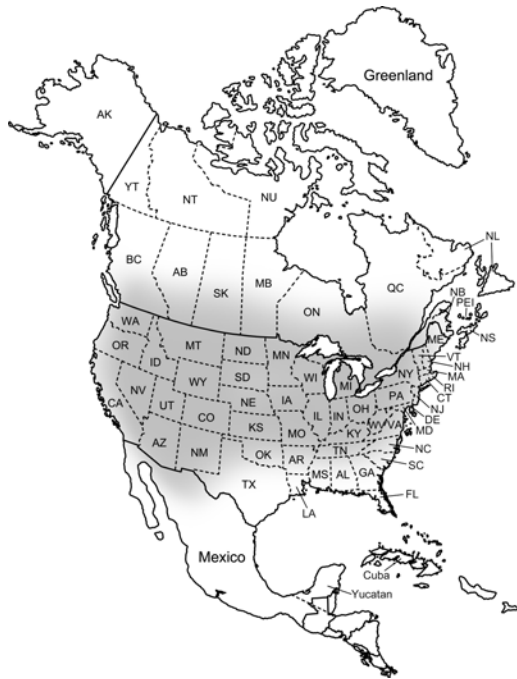 Greenland
AK
YT
NT
NU
NL
BC
AB
SK
MB
ON
QC
NB
PEI
NS
WA
OR
ID
MT
ND
MN
WI
MI
NY
ME
VT
NH
MA
RI
CT
NJ
DE
MD
PA
CA
NV
UT
WY
SD
NE
IA
IL
IN
OH
WV
VA
CO
KS
MO
KY
TN
NC
SC
AZ
NM
OK
AR
MS
AL
GA
TX
LA
FL
Mexico
Cuba
Yucatan